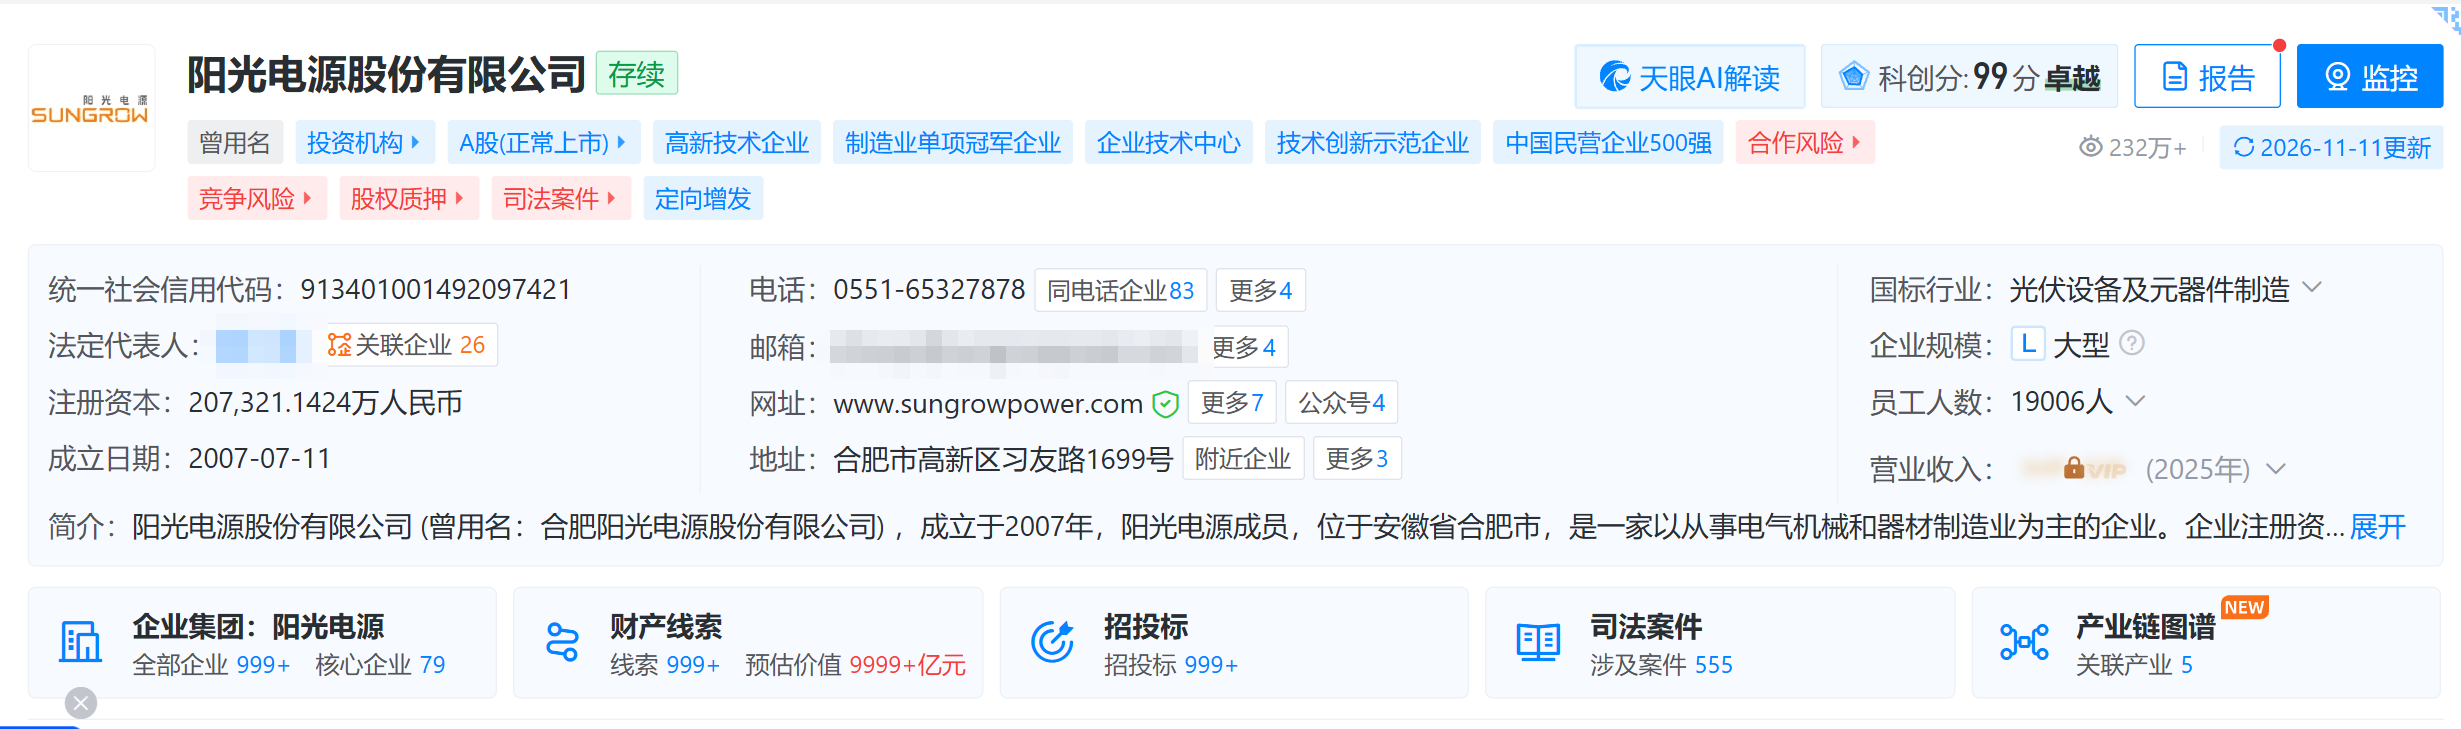 阳光电源
SUNGROW
阳光电源股份有限公司 存续
天眼AI解读 科创分:99分 卓越 报告 监控
曾用名 投资机构 A股(正常上市) 高新技术企业 制造业单项冠军企业 企业技术中心 技术创新示范企业 中国民营企业500强 合作风险
232万+ 2026-11-11更新
竞争风险 股权质押 司法案件 定向增发
统一社会信用代码：913401001492097421 电话：0551-65327878 同电话企业83 更多4 国标行业：光伏设备及元器件制造
法定代表人： 关联企业 26 邮箱： 更多4 企业规模：L 大型
注册资本：207,321.1424万人民币 网址：www.sungrowpower.com 更多7 公众号4 员工人数：19006人
成立日期：2007-07-11 地址：合肥市高新区习友路1699号 附近企业 更多3 营业收入：VIP (2025年)
简介：阳光电源股份有限公司 (曾用名：合肥阳光电源股份有限公司) ，成立于2007年，阳光电源成员，位于安徽省合肥市，是一家以从事电气机械和器材制造业为主的企业。企业注册资... 展开
企业集团：阳光电源
全部企业 999+ 核心企业 79
财产线索
线索 999+ 预估价值 9999+亿元
招投标
招投标 999+
司法案件
涉及案件 555
产业链图谱 NEW
关联产业 5